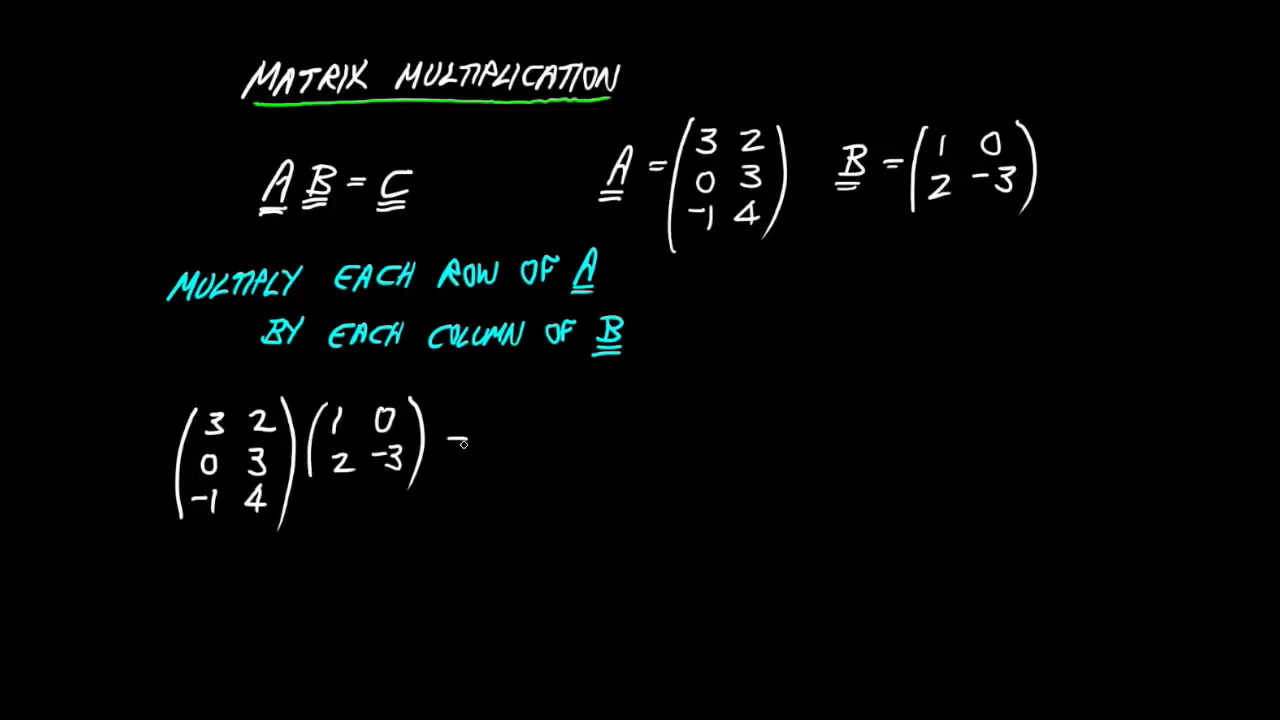 MATRIX MULTIPLICATION
A B = C
A = ( 3 2
0 3
-1 4 )
B = ( 1 0
2 -3 )
MULTIPLY EACH ROW OF A
BY EACH COLUMN OF B
( 3 2
0 3
-1 4 )
( 1 0
2 -3 )